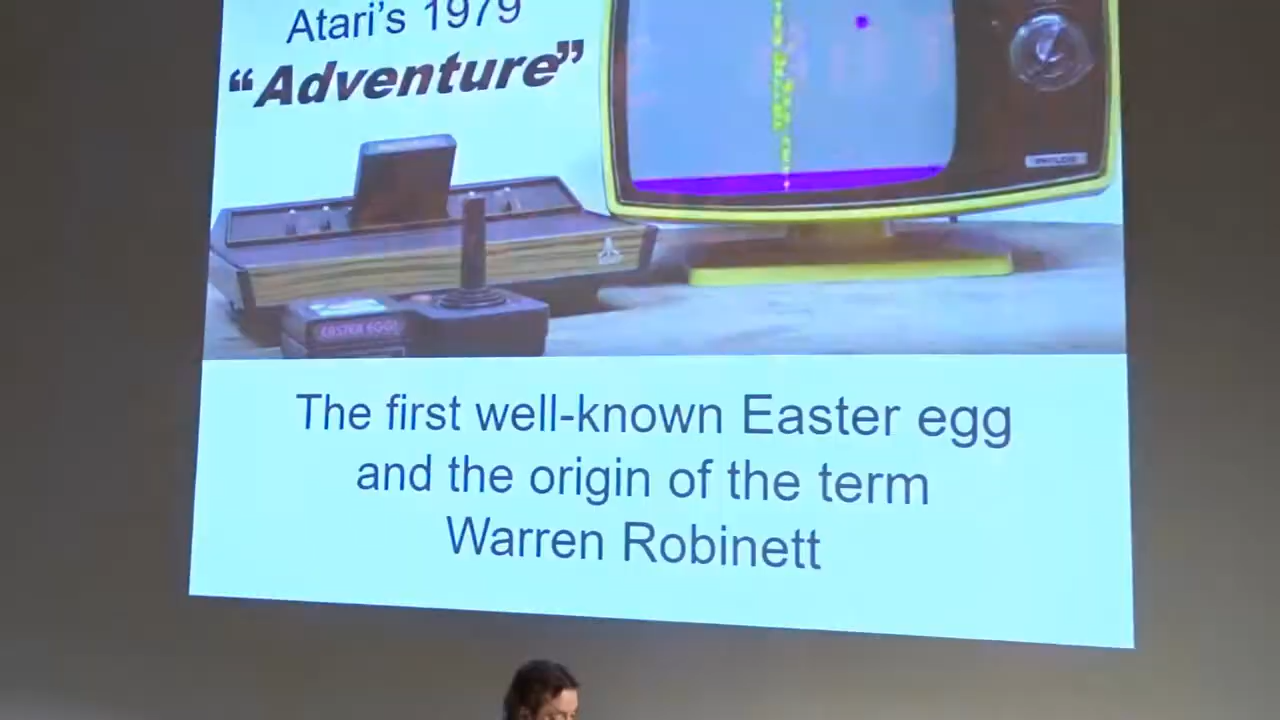 Atari's 1979
“Adventure”
PHILCO
EASTER EGG!
The first well-known Easter egg
and the origin of the term
Warren Robinett